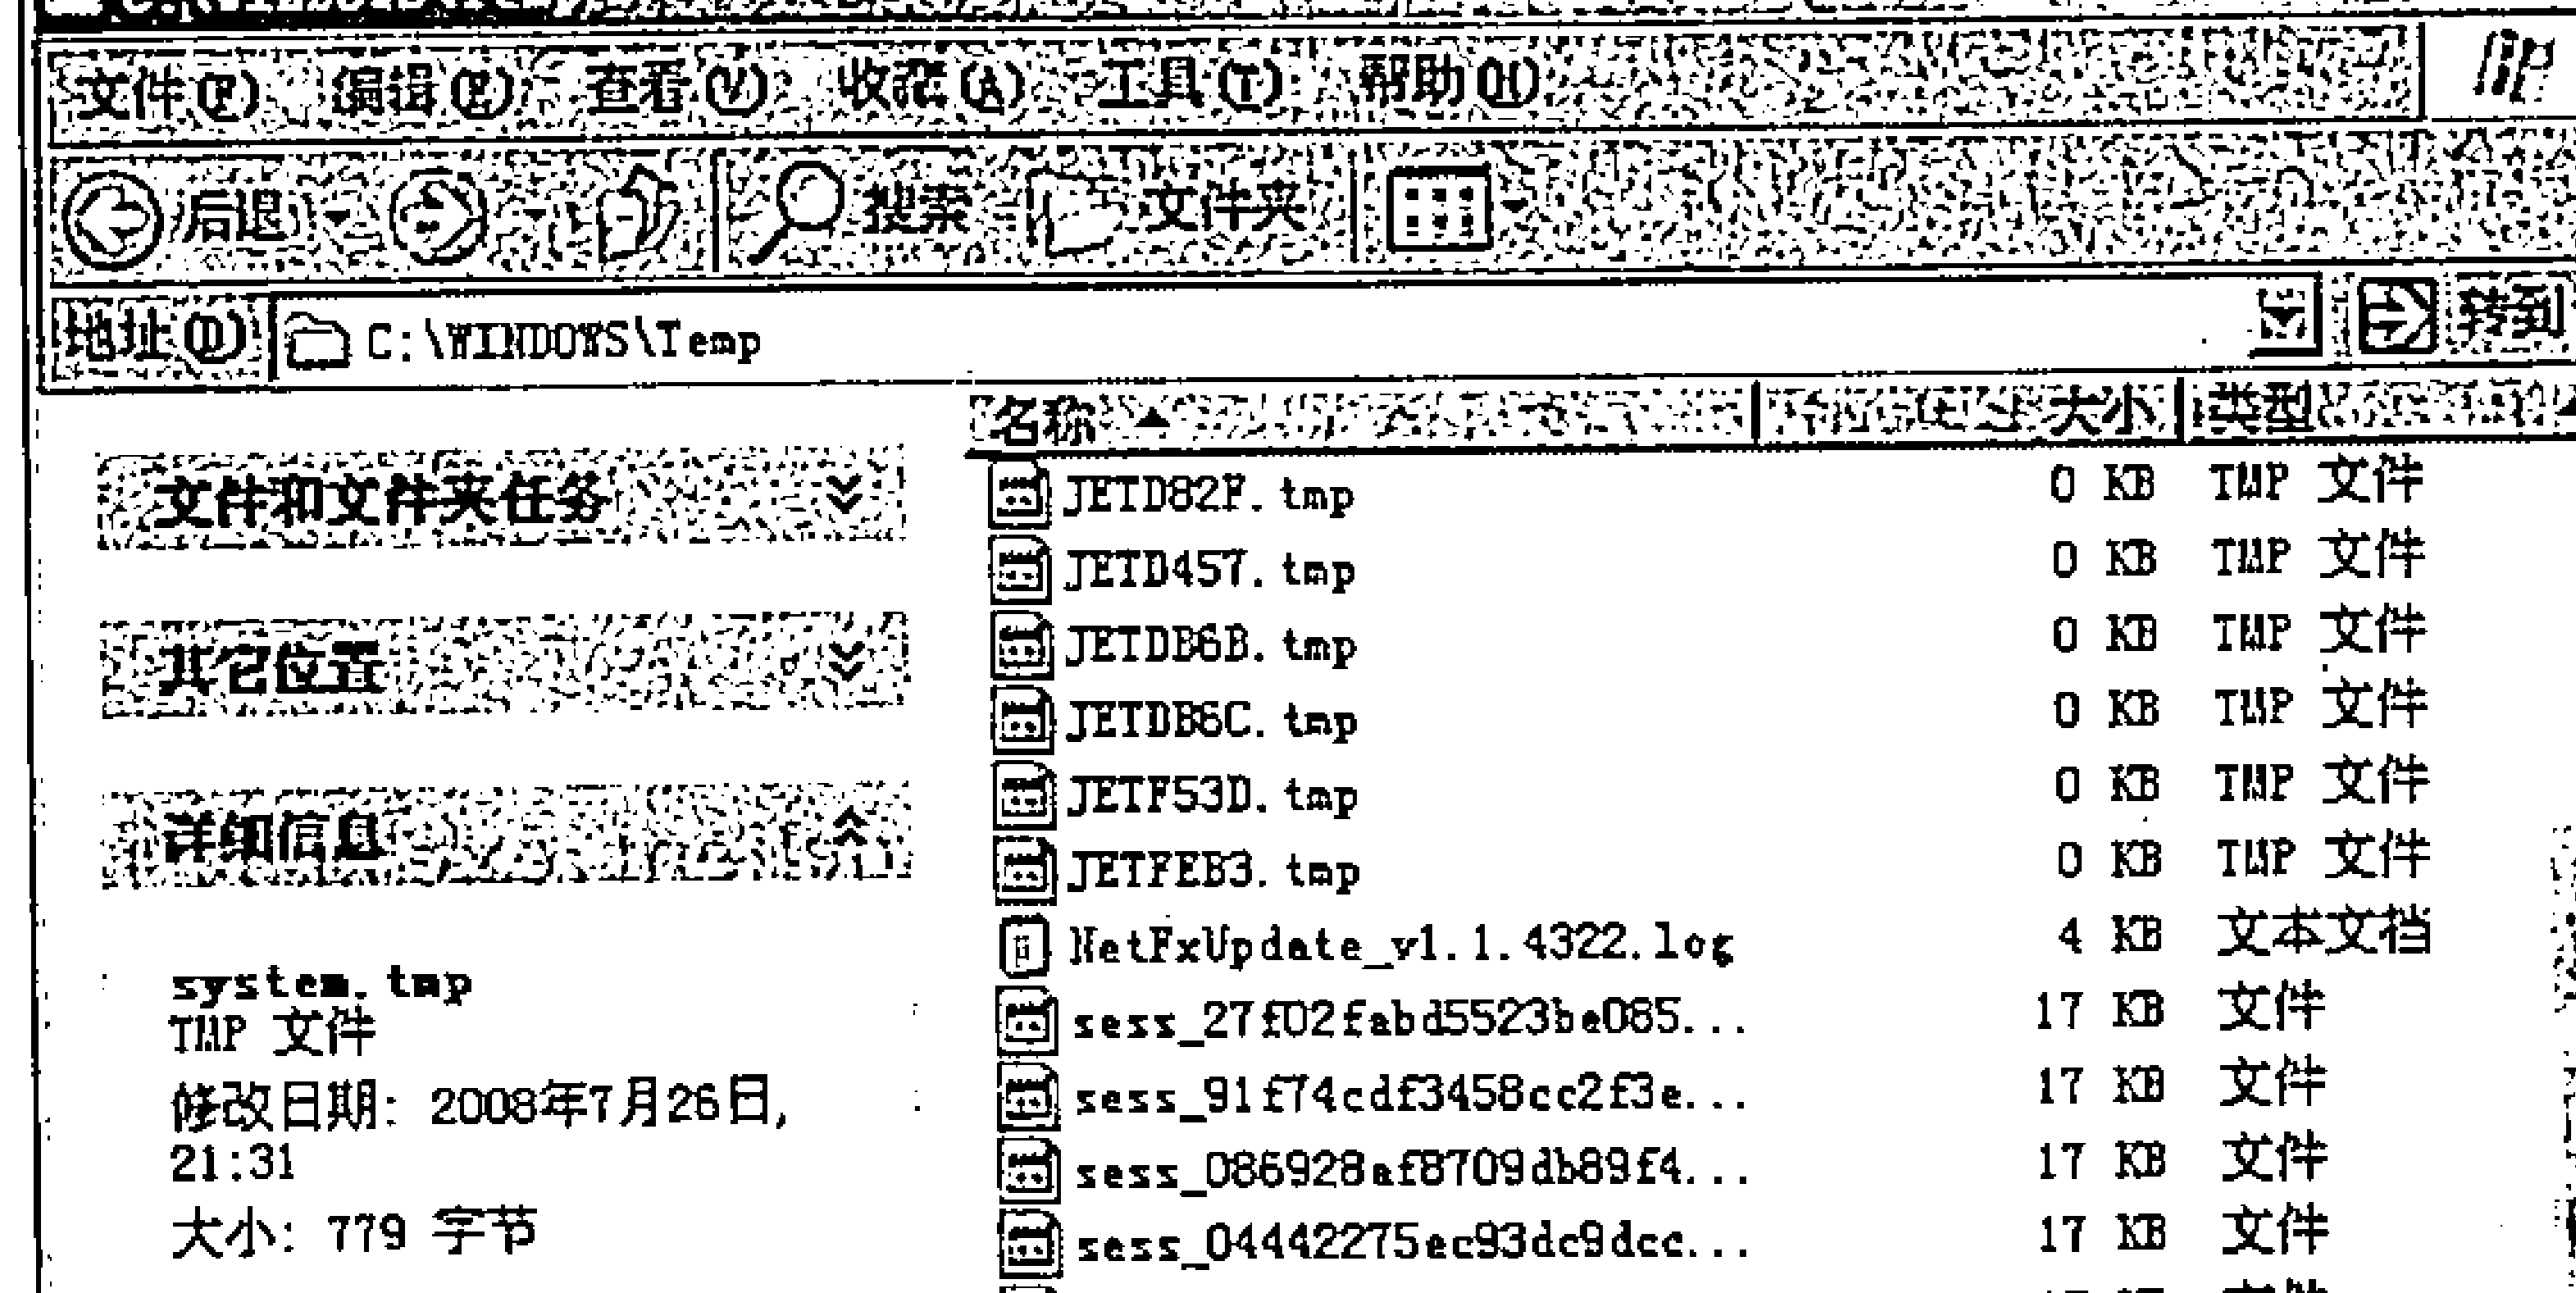 文件(F) 编辑(E) 查看(V) 收藏(A) 工具(T) 帮助(H)
后退 搜索 文件夹
地址(D) C:\WINDOWS\Temp 转到
名称 大小 类型
文件和文件夹任务
其它位置
详细信息
system.tmp
TMP 文件
修改日期: 2008年7月26日,
21:31
大小: 779 字节
JETD82F.tmp 0 KB TMP 文件
JETD457.tmp 0 KB TMP 文件
JETDB6B.tmp 0 KB TMP 文件
JETDB6C.tmp 0 KB TMP 文件
JETF53D.tmp 0 KB TMP 文件
JETFEB3.tmp 0 KB TMP 文件
NetFxUpdate_v1.1.4322.log 4 KB 文本文档
sess_27f02fabd5523be085... 17 KB 文件
sess_91f74cdf3458cc2f3e... 17 KB 文件
sess_086928af8709db89f4... 17 KB 文件
sess_04442275ec93dc9dcc... 17 KB 文件